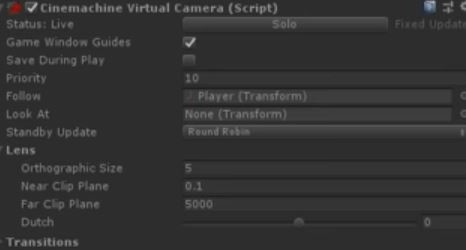 Cinemachine Virtual Camera (Script)
Status: Live Solo Fixed Update
Game Window Guides
Save During Play
Priority 10
Follow Player (Transform)
Look At None (Transform)
Standby Update Round Robin
Lens
Orthographic Size 5
Near Clip Plane 0.1
Far Clip Plane 5000
Dutch 0
Transitions